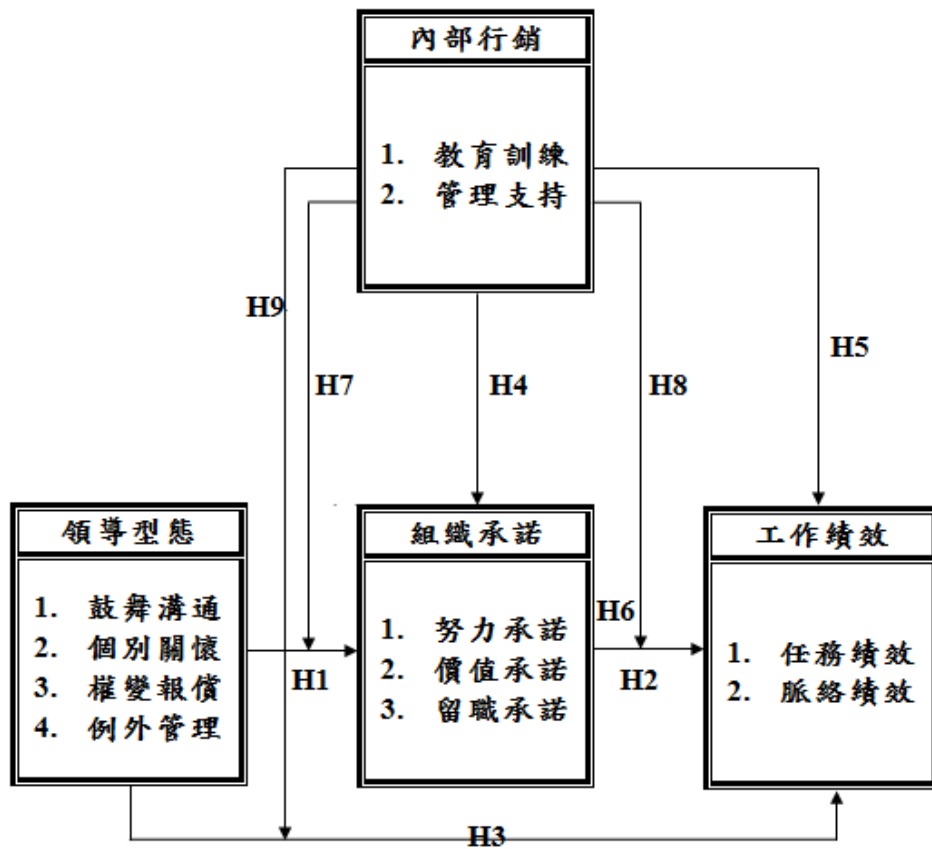 內部行銷
1. 教育訓練
2. 管理支持
H9
H7
H4
H8
H5
領導型態
1. 鼓舞溝通
2. 個別關懷
3. 權變報償
4. 例外管理
H1
組織承諾
1. 努力承諾
2. 價值承諾
3. 留職承諾
H6
H2
工作績效
1. 任務績效
2. 脈絡績效
H3